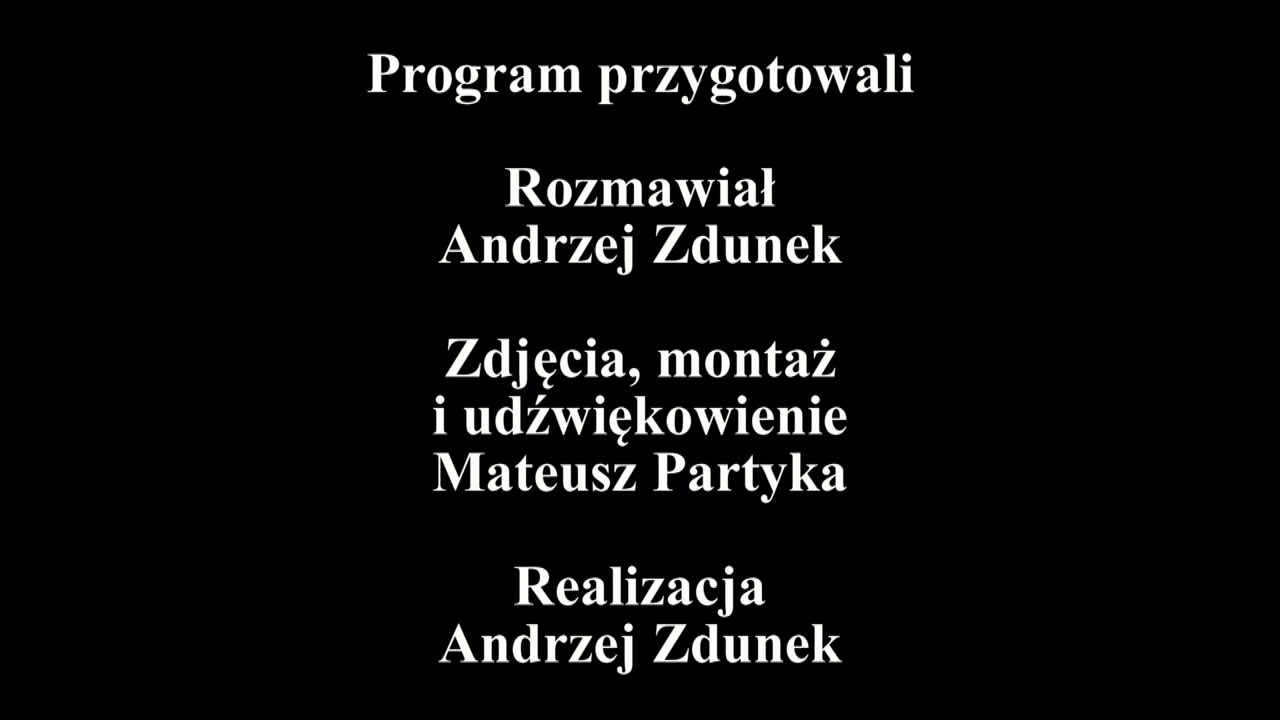 Program przygotowali
Rozmawiał
Andrzej Zdunek
Zdjęcia, montaż
i udźwiękowienie
Mateusz Partyka
Realizacja
Andrzej Zdunek